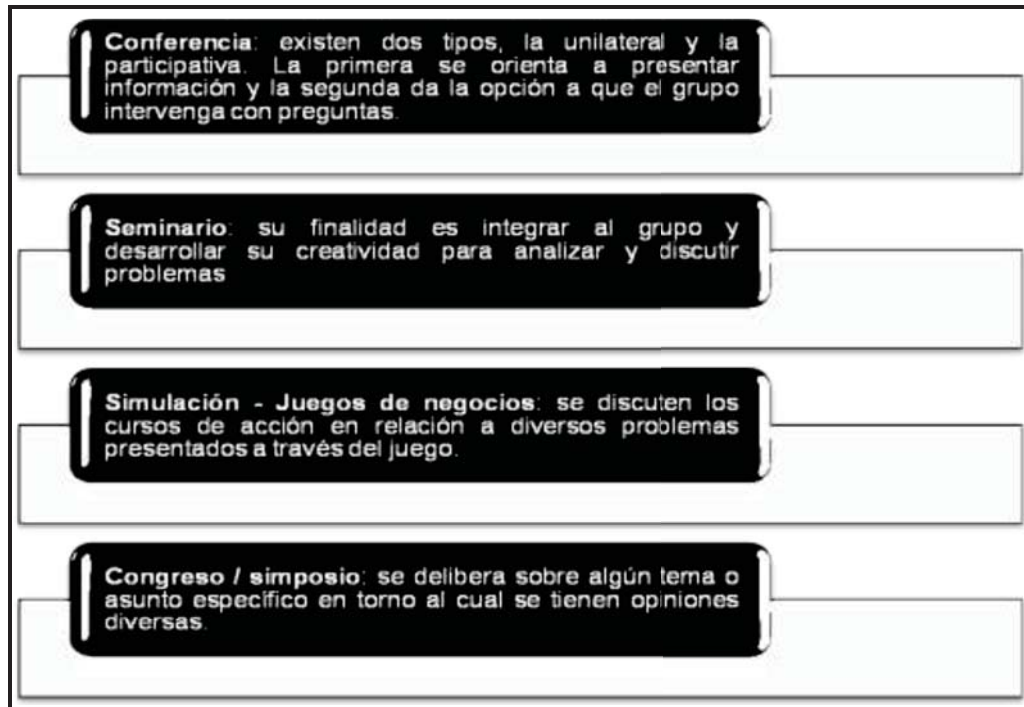 Conferencia: existen dos tipos, la unilateral y la
participativa. La primera se orienta a presentar
información y la segunda da la opción a que el grupo
intervenga con preguntas.
Seminario: su finalidad es integrar al grupo y
desarrollar su creatividad para analizar y discutir
problemas
Simulación - Juegos de negocios: se discuten los
cursos de acción en relación a diversos problemas
presentados a través del juego.
Congreso / simposio: se delibera sobre algún tema o
asunto específico en torno al cual se tienen opiniones
diversas.